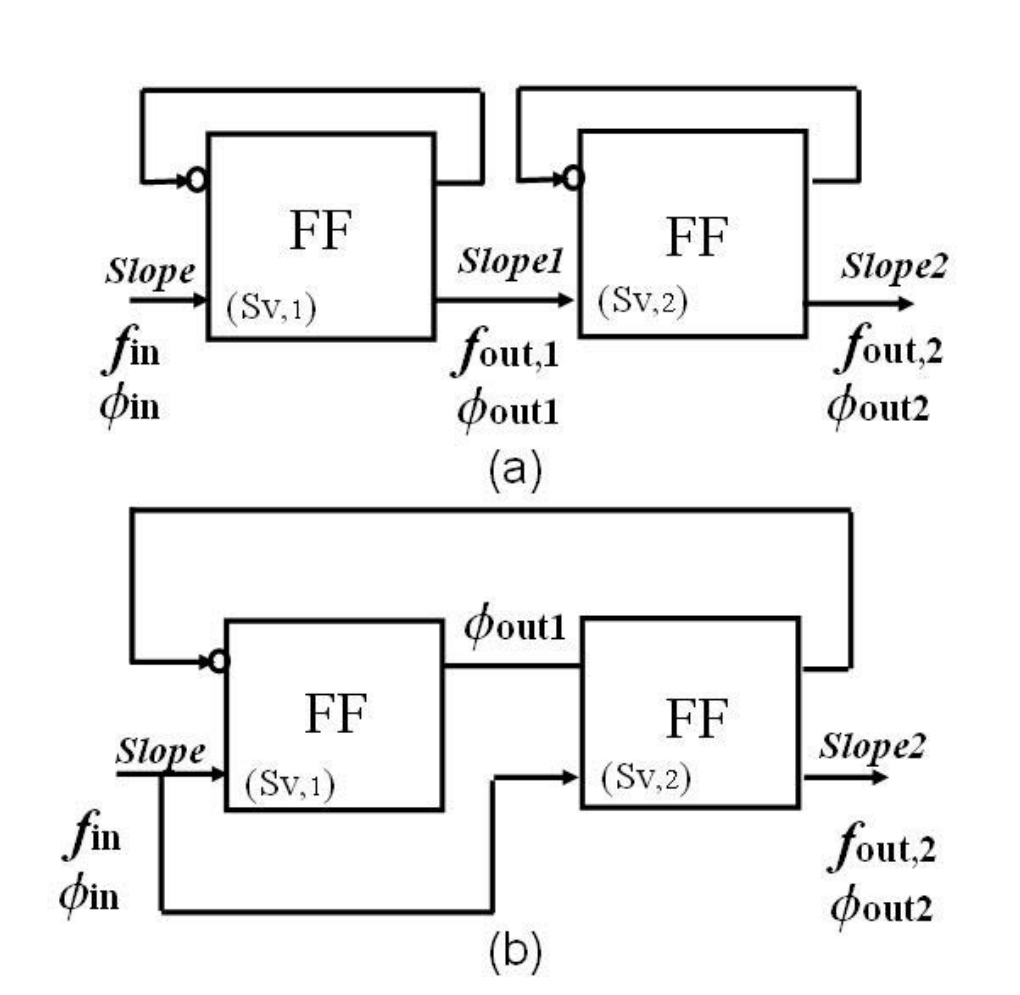 FF
FF
Slope
Slope1
Slope2
(Sv,1)
(Sv,2)
fin
fout,1
fout,2
ϕin
ϕout1
ϕout2
(a)
ϕout1
FF
FF
Slope
Slope2
(Sv,1)
(Sv,2)
fin
fout,2
ϕin
ϕout2
(b)